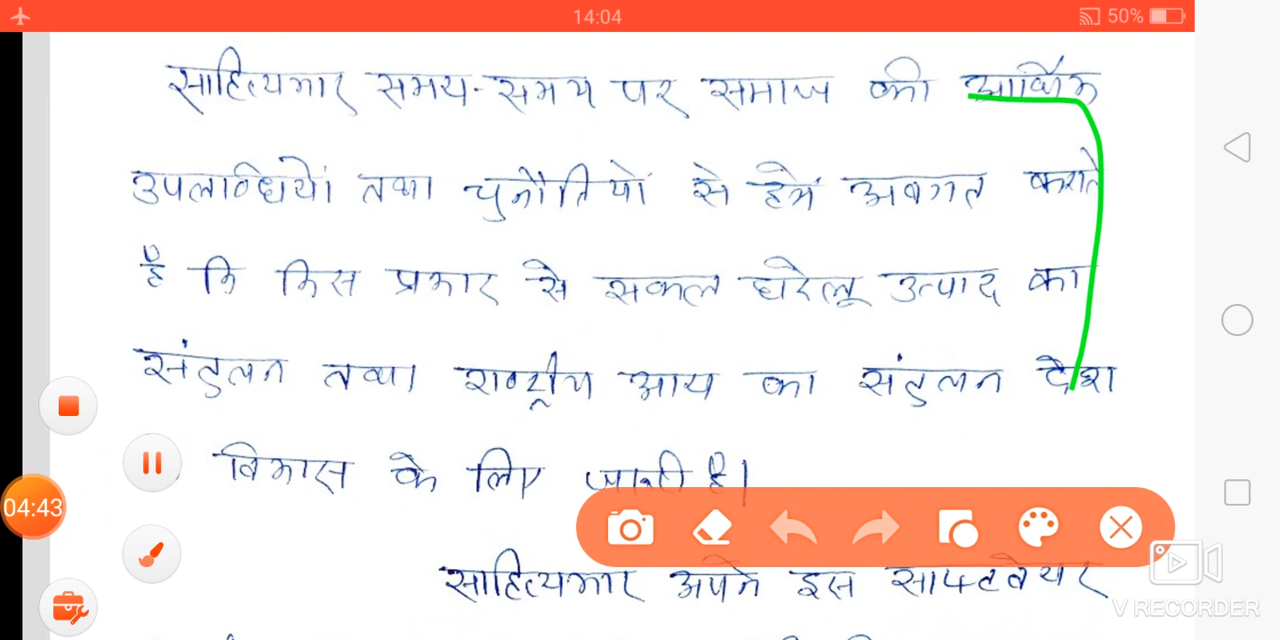 14:04
50%
साहित्यकार समय-समय पर समाज की आर्थिक
उपलब्धियों तथा चुनौतियों से हमें अवगत कराते
है कि किस प्रकार से सकल घरेलू उत्पाद का
संतुलन तथा राष्ट्रीय आय का संतुलन देश
विकास के लिए जानी है।
04:43
साहित्यकार अपने इस साफ्टवेयर
V RECORDER